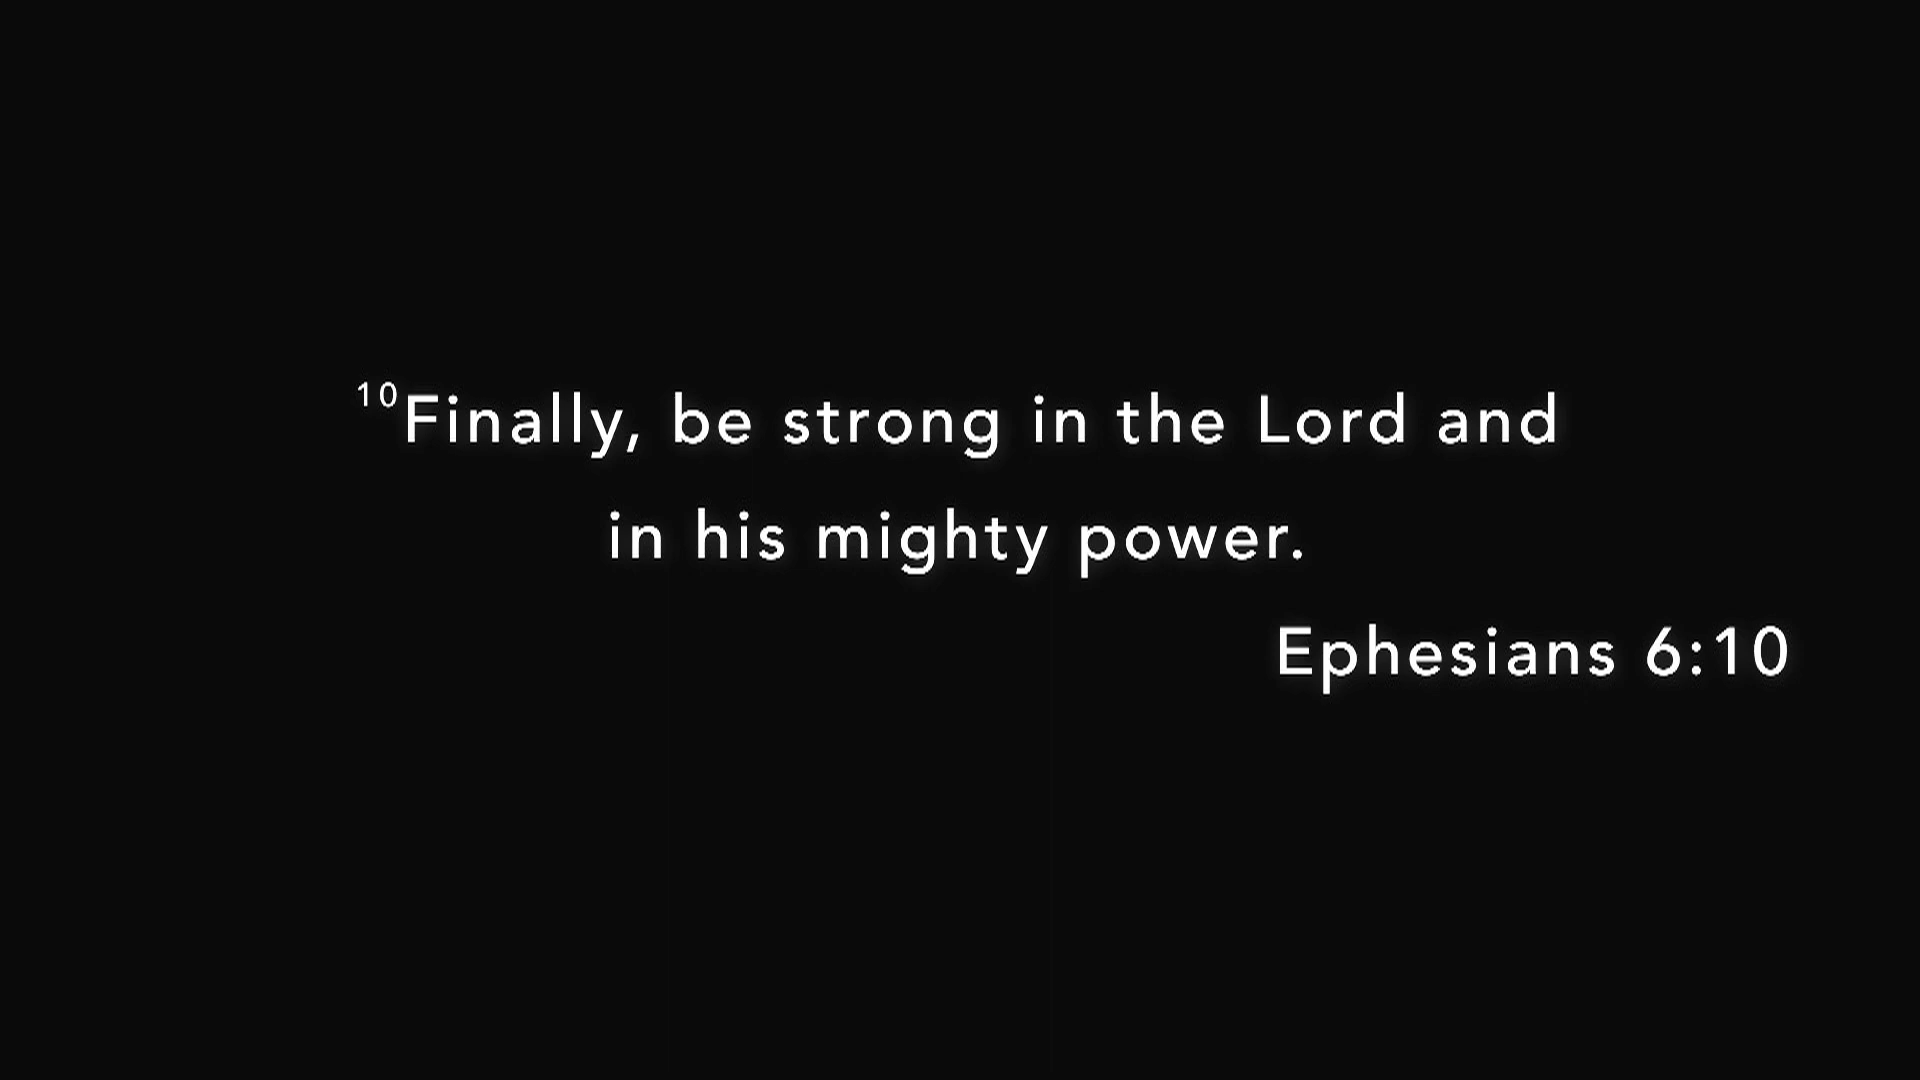 ¹⁰Finally, be strong in the Lord and
in his mighty power.
Ephesians 6:10